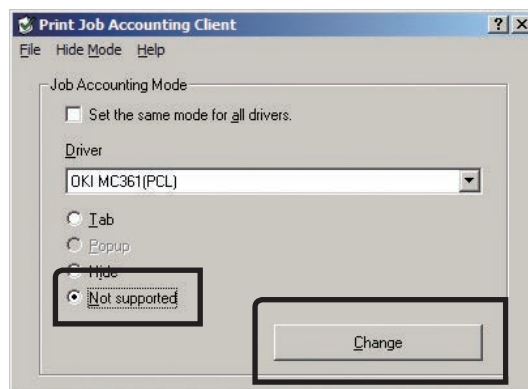 Print Job Accounting Client
File Hide Mode Help
Job Accounting Mode
Set the same mode for all drivers.
Driver
OKI MC361(PCL)
Tab
Popup
Hide
Not supported
Change